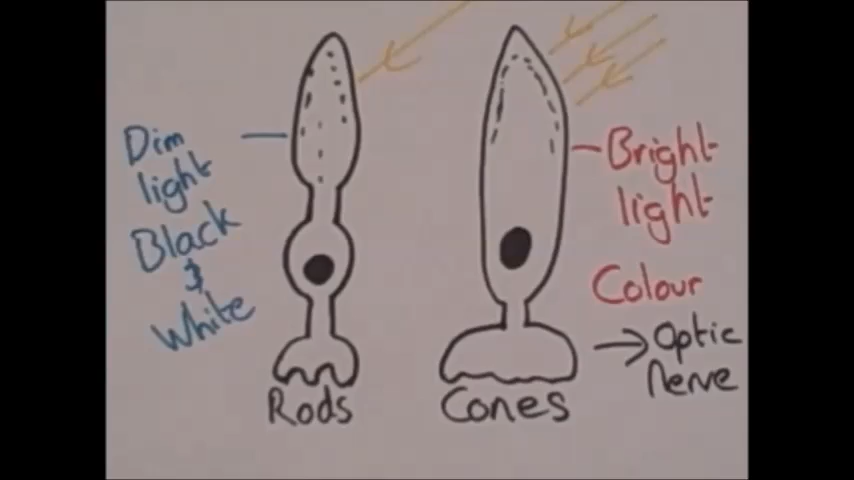 Dim
light
Black
&
White
Rods
Bright
light
Colour
Optic
nerve
Cones